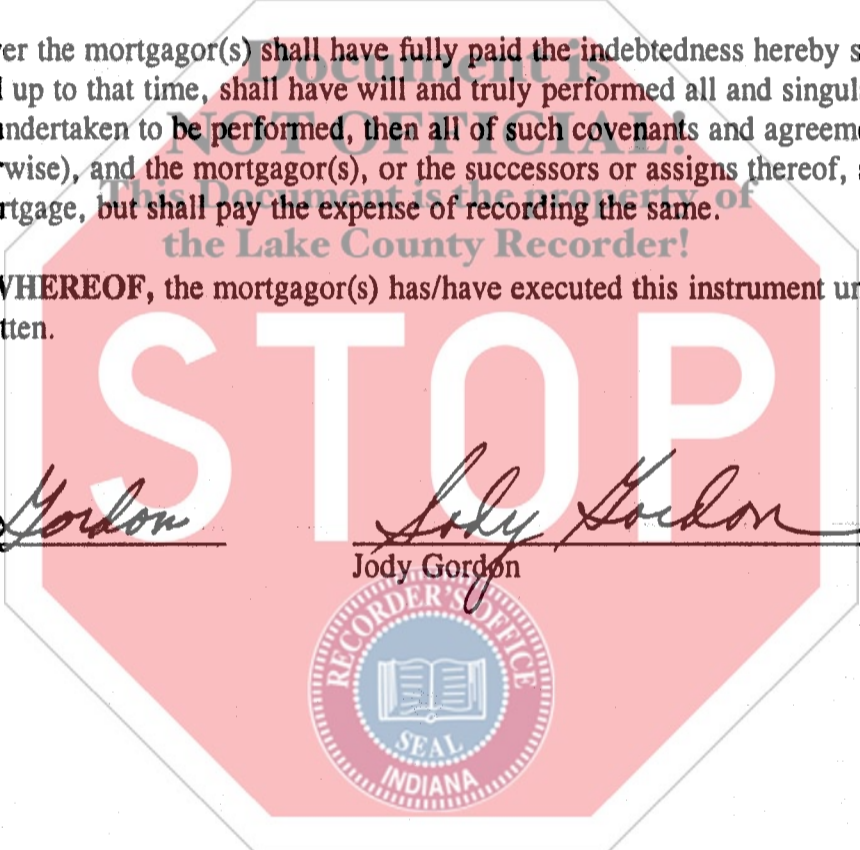 Document is
er the mortgagor(s) shall have fully paid the indebtedness hereby s
up to that time, shall have will and truly performed all and singul
NOT OFFICIAL!
ndertaken to be performed, then all of such covenants and agreem
rwise), and the mortgagor(s), or the successors or assigns thereof,
This Document is the property of
rtgage, but shall pay the expense of recording the same.
the Lake County Recorder!
WHEREOF, the mortgagor(s) has/have executed this instrument un
tten.
STOP
Gordon Jody Gordon
Jody Gordon
RECORDER'S OFFICE
SEAL
INDIANA